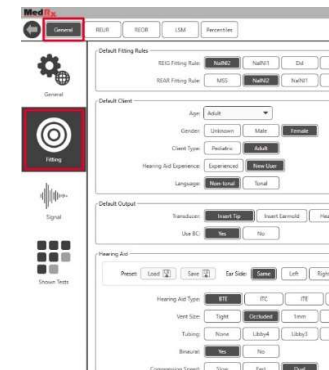 MedRx
General REUR REOR LSM Percentiles
General
Fitting
Signal
Shown Tests
Default Fitting Rules
REIG Fitting Rule: NalNl2 NalNl1 Dsl
REAR Fitting Rule: MSS NalNl2 NalNl1
Default Client
Age: Adult
Gender: Unknown Male Female
Client Type: Pediatric Adult
Hearing Aid Experience: Experienced New User
Language: Non-tonal Tonal
Default Output
Transducer: Insert Tip Insert Earmold
Use BC: Yes No
Hearing Aid
Preset: Load Save Ear Side: Same Left Right
Hearing Aid Type: BTE ITC ITE
Vent Size: Tight Occluded 1mm
Tubing: None Libby4 Libby3
Binaural: Yes No
Compression Speed: Slow Fast Dual